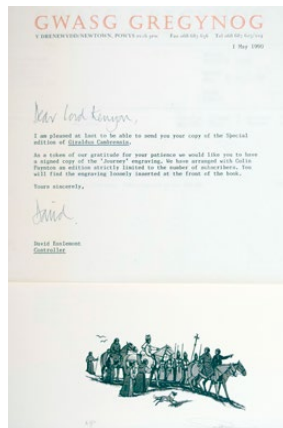 GWASG GREGYNOG
Y DRENEWYDD/NEWTOWN, POWYS
1 May 1993
Dear Lord Kenyon,
I am pleased at last to be able to send you your copy of the Special
edition of Giraldus Cambrensis.
As a token of our gratitude for your patience we would like you to have
a signed copy of the 'Journey' engraving. We have arranged with Colin
Paynton an edition strictly limited to the number of subscribers. You
will find the engraving loosely inserted at the front of the book.
Yours sincerely,
David.
David Esslemont
Controller